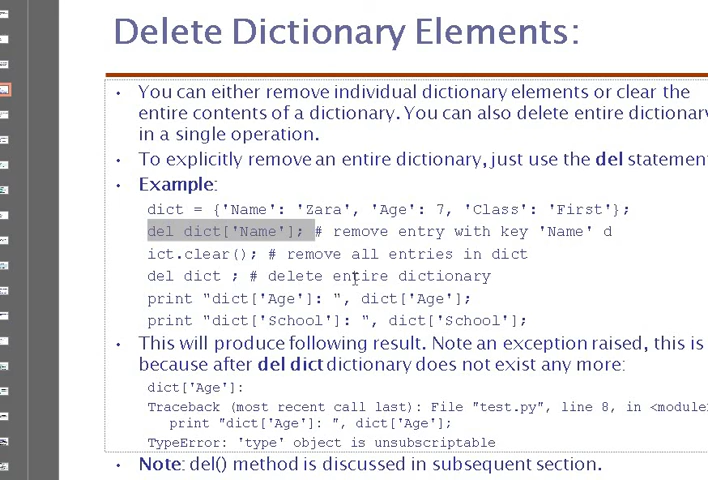 Delete Dictionary Elements:
• You can either remove individual dictionary elements or clear the
entire contents of a dictionary. You can also delete entire dictionary
in a single operation.
• To explicitly remove an entire dictionary, just use the del statement
• Example:
dict = {'Name': 'Zara', 'Age': 7, 'Class': 'First'};
del dict['Name']; # remove entry with key 'Name' d
ict.clear(); # remove all entries in dict
del dict ; # delete entire dictionary
print "dict['Age']: ", dict['Age'];
print "dict['School']: ", dict['School'];
• This will produce following result. Note an exception raised, this is
because after del dict dictionary does not exist any more:
dict['Age']:
Traceback (most recent call last): File "test.py", line 8, in <module
print "dict['Age']: ", dict['Age'];
TypeError: 'type' object is unsubscriptable
• Note: del() method is discussed in subsequent section.